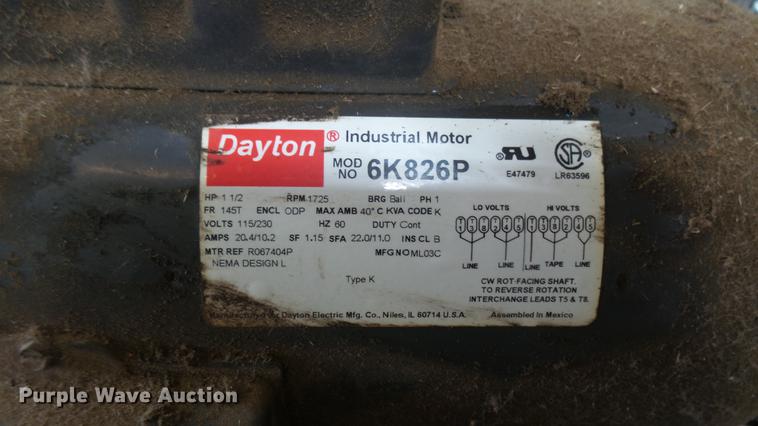 Dayton ® Industrial Motor
MOD NO 6K826P
E47479
LR63596
HP 1 1/2 RPM 1725 BRG Ball PH 1
FR 145T ENCL ODP MAX AMB 40° C KVA CODE K
VOLTS 115/230 HZ 60 DUTY Cont
AMPS 20.4/10.2 SF 1.15 SFA 22.0/11.0 INS CL B
MTR REF R067404P MFG NO ML03C
NEMA DESIGN L
Type K
LO VOLTS HI VOLTS
LINE LINE LINE TAPE LINE
CW ROT-FACING SHAFT.
TO REVERSE ROTATION
INTERCHANGE LEADS T5 & T8.
Manufactured for Dayton Electric Mfg. Co., Niles, IL 60714 U.S.A. Assembled In Mexico
Purple Wave Auction